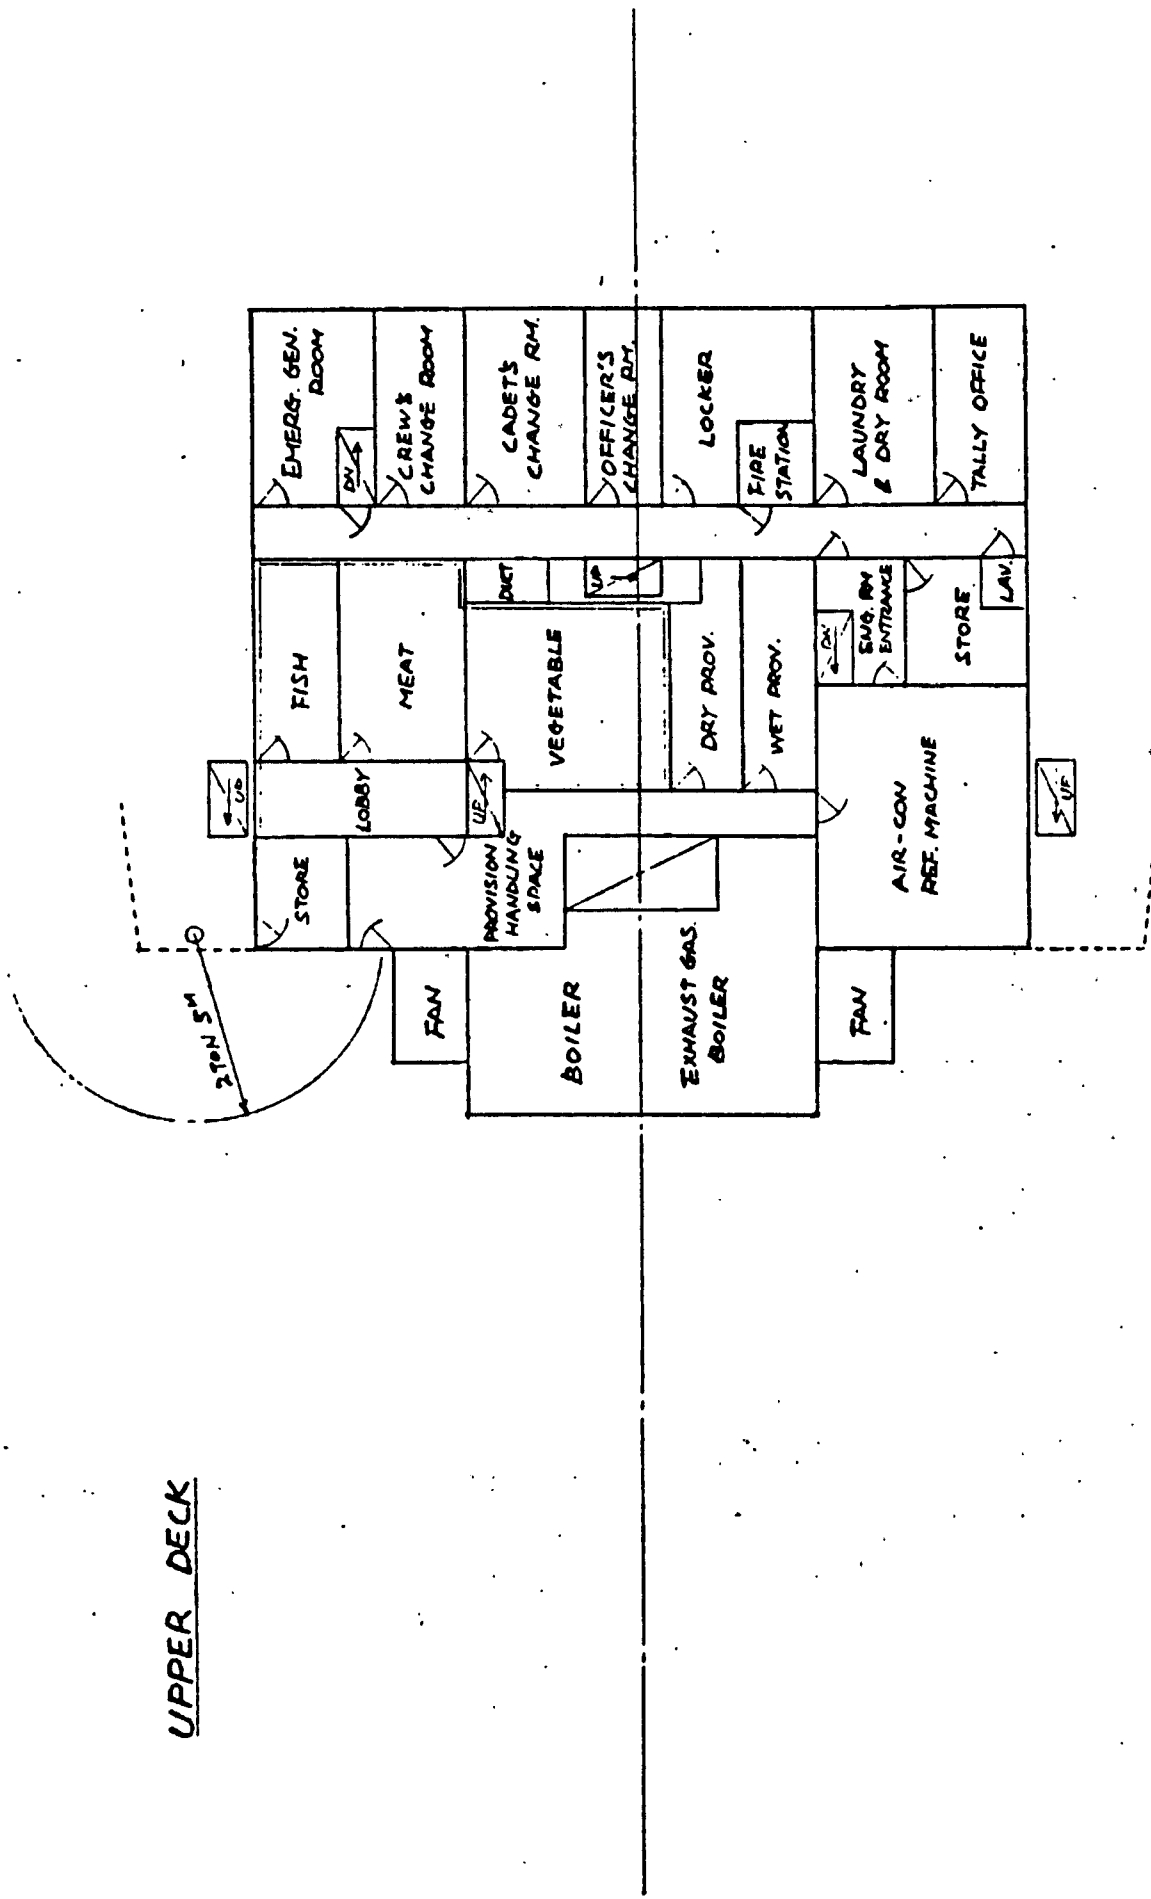 UPPER DECK
2 TON 5M
EMERG. GEN.
ROOM
DN
CREW'S
CHANGE ROOM
CADET'S
CHANGE RM.
OFFICER'S
CHANGE RM.
LOCKER
FIRE
STATION
LAUNDRY
& DRY ROOM
TALLY OFFICE
FISH
MEAT
DUCT
UP
VEGETABLE
DRY PROV.
WET PROV.
DN
ENG. RM
ENTRANCE
STORE
LAV.
UP
LOBBY
UP
STORE
PROVISION
HANDLING
SPACE
AIR-CON
REF. MACHINE
UP
FAN
BOILER
EXHAUST GAS.
BOILER
FAN